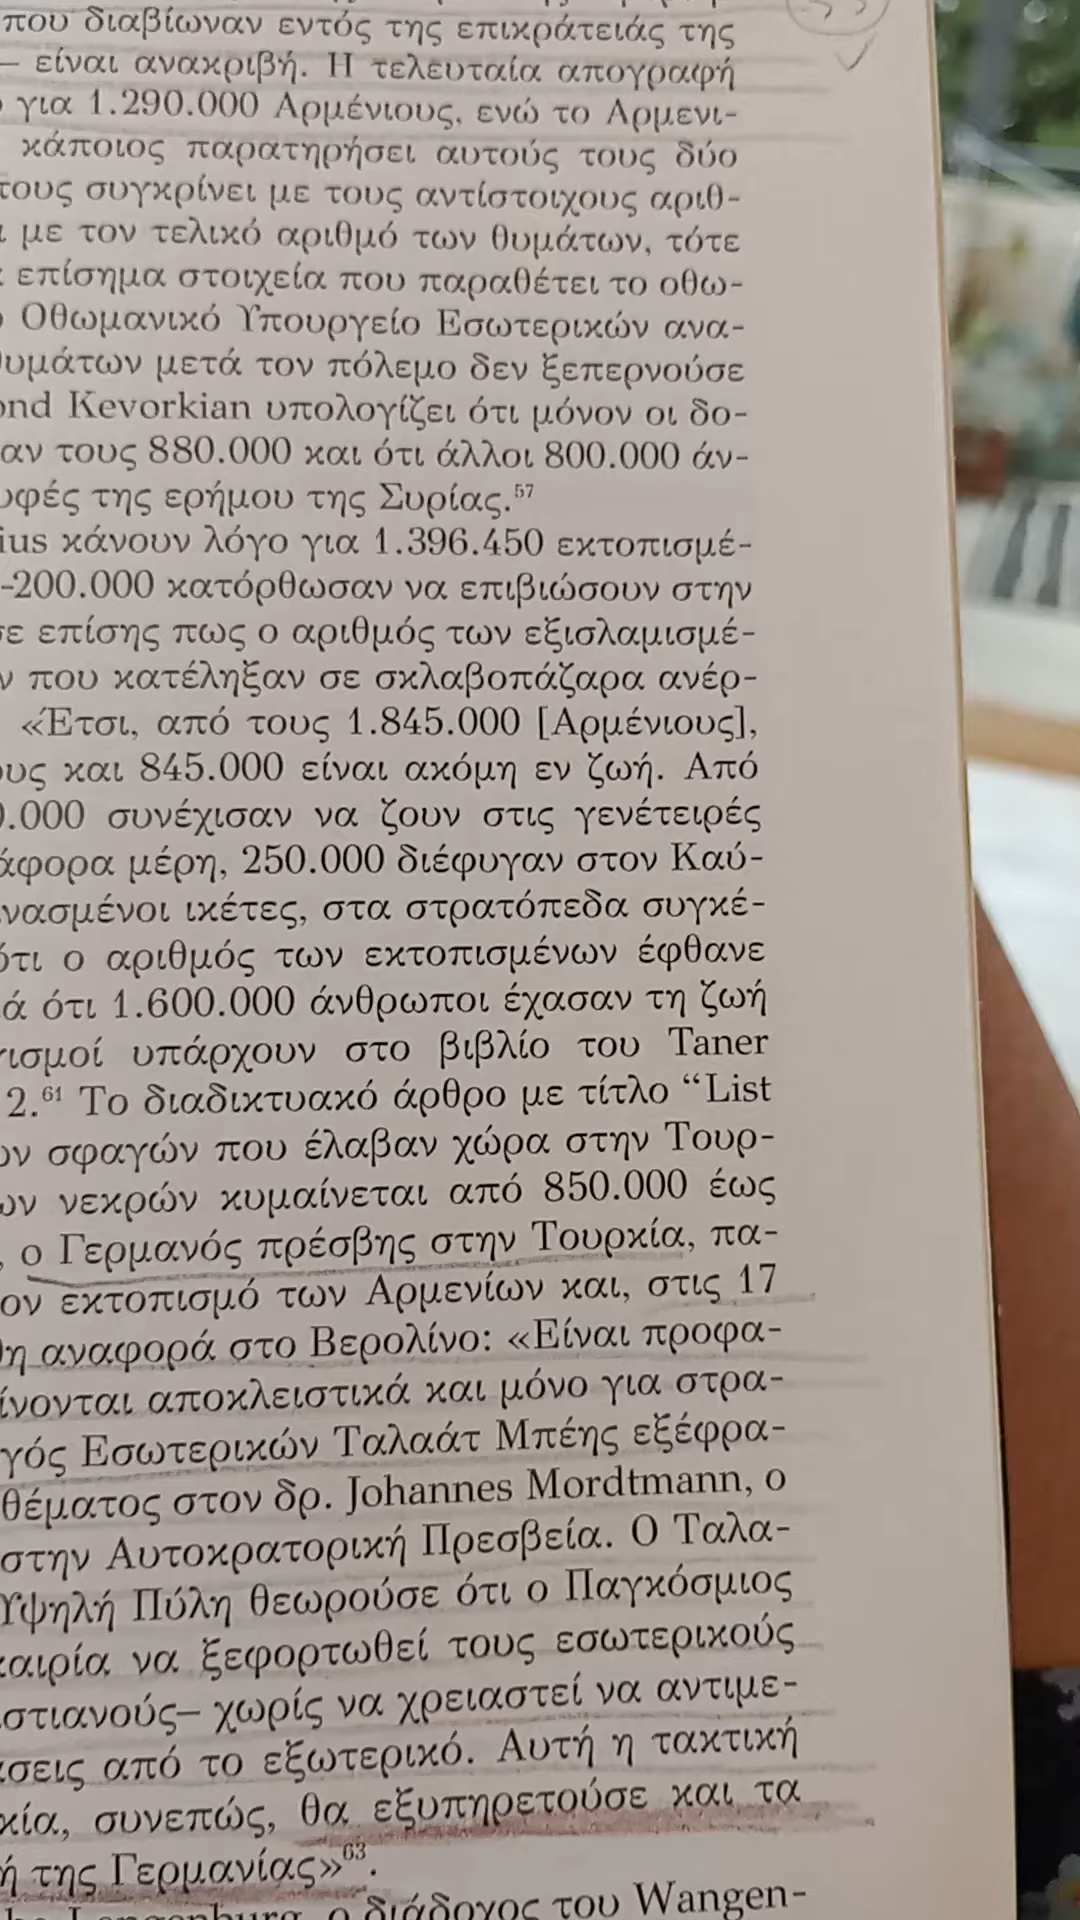 που διαβίωναν εντός της επικράτειάς της
– είναι ανακριβή. Η τελευταία απογραφή
για 1.290.000 Αρμένιους, ενώ το Αρμενι-
κάποιος παρατηρήσει αυτούς τους δύο
τους συγκρίνει με τους αντίστοιχους αριθ-
με τον τελικό αριθμό των θυμάτων, τότε
επίσημα στοιχεία που παραθέτει το οθω-
Οθωμανικό Υπουργείο Εσωτερικών ανα-
υμάτων μετά τον πόλεμο δεν ξεπερνούσε
ond Kevorkian υπολογίζει ότι μόνον οι δο-
αν τους 880.000 και ότι άλλοι 800.000 άν-
υφές της ερήμου της Συρίας.57
ius κάνουν λόγο για 1.396.450 εκτοπισμέ-
-200.000 κατόρθωσαν να επιβιώσουν στην
σε επίσης πως ο αριθμός των εξισλαμισμέ-
ν που κατέληξαν σε σκλαβοπάζαρα ανέρ-
«Έτσι, από τους 1.845.000 [Αρμένιους],
ους και 845.000 είναι ακόμη εν ζωή. Από
0.000 συνέχισαν να ζουν στις γενέτειρές
άφορα μέρη, 250.000 διέφυγαν στον Καύ-
νασμένοι ικέτες, στα στρατόπεδα συγκέ-
ότι ο αριθμός των εκτοπισμένων έφθανε
ά ότι 1.600.000 άνθρωποι έχασαν τη ζωή
γισμοί υπάρχουν στο βιβλίο του Taner
2.61 Το διαδικτυακό άρθρο με τίτλο “List
ων σφαγών που έλαβαν χώρα στην Τουρ-
ων νεκρών κυμαίνεται από 850.000 έως
, ο Γερμανός πρέσβης στην Τουρκία, πα-
ον εκτοπισμό των Αρμενίων και, στις 17
θη αναφορά στο Βερολίνο: «Είναι προφα-
ίνονται αποκλειστικά και μόνο για στρα-
γός Εσωτερικών Ταλαάτ Μπέης εξέφρα-
θέματος στον δρ. Johannes Mordtmann, ο
στην Αυτοκρατορική Πρεσβεία. Ο Ταλα-
Υψηλή Πύλη θεωρούσε ότι ο Παγκόσμιος
καιρία να ξεφορτωθεί τους εσωτερικούς
ιστιανούς– χωρίς να χρειαστεί να αντιμε-
άσεις από το εξωτερικό. Αυτή η τακτική
κία, συνεπώς, θα εξυπηρετούσε και τα
ή της Γερμανίας»63.
ο διάδοχος του Wangen-